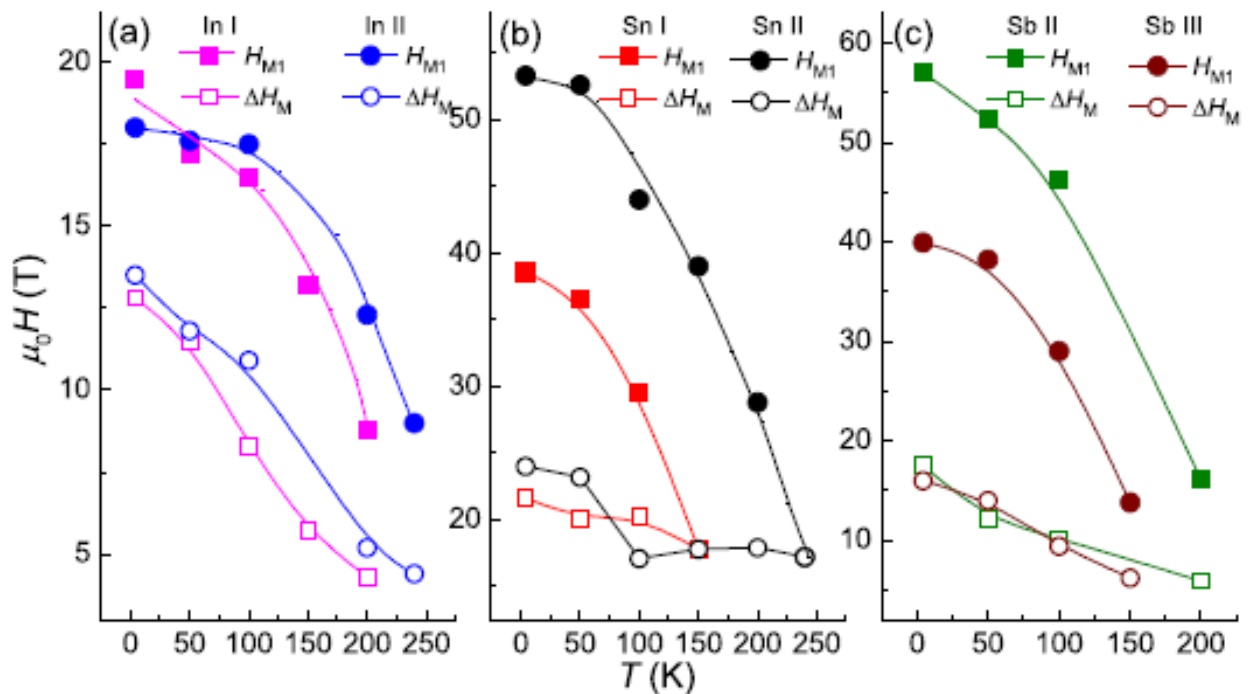 (a) In I In II
H_M1 H_M1
ΔH_M ΔH_M
20
15
10
5
0 50 100 150 200 250
(b) Sn I Sn II
H_M1 H_M1
ΔH_M ΔH_M
50
40
30
20
0 50 100 150 200 250
(c) Sb II Sb III
H_M1 H_M1
ΔH_M ΔH_M
60
50
40
30
20
10
0 50 100 150 200
μ₀H (T)
T (K)